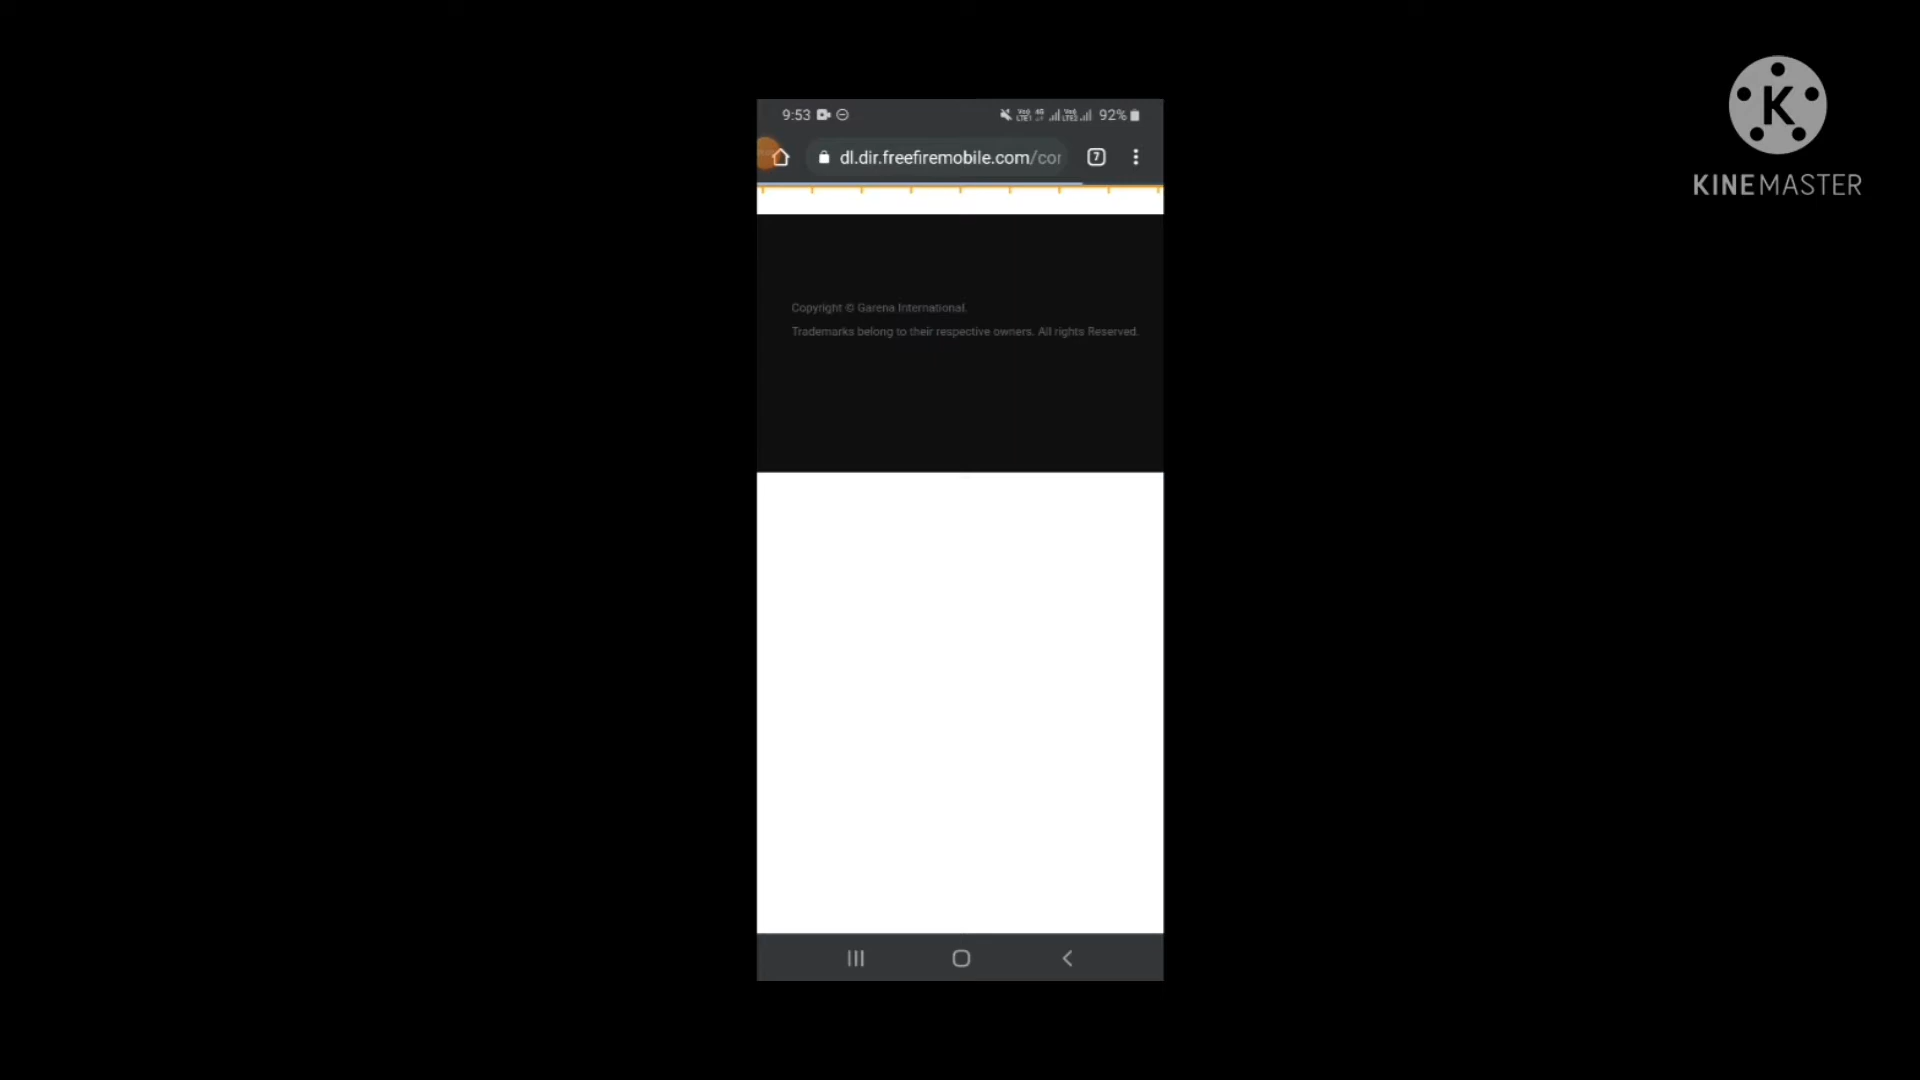 9:53
92%
dl.dir.freefiremobile.com/cor
7
K
KINEMASTER
Copyright © Garena International.
Trademarks belong to their respective owners. All rights Reserved.